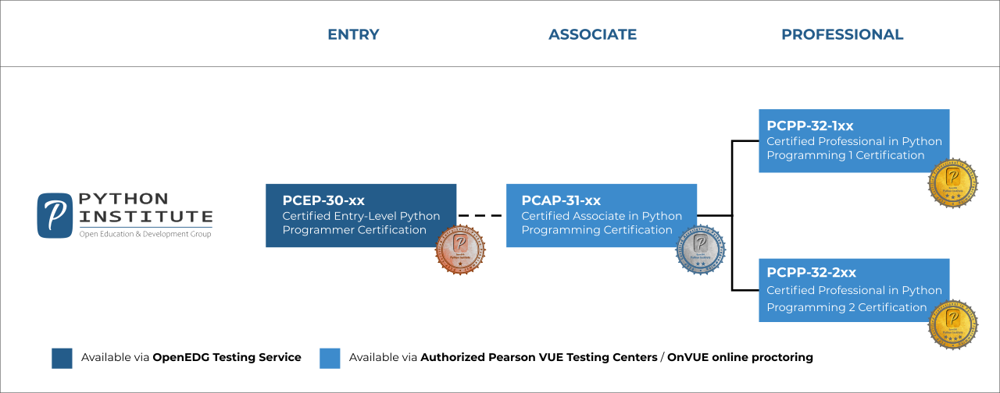 ENTRY
ASSOCIATE
PROFESSIONAL
PYTHON
INSTITUTE
Open Education & Development Group
PCEP-30-xx
Certified Entry-Level Python
Programmer Certification
PCAP-31-xx
Certified Associate in Python
Programming Certification
PCPP-32-1xx
Certified Professional in Python
Programming 1 Certification
PCPP-32-2xx
Certified Professional in Python
Programming 2 Certification
Available via OpenEDG Testing Service
Available via Authorized Pearson VUE Testing Centers / OnVUE online proctoring